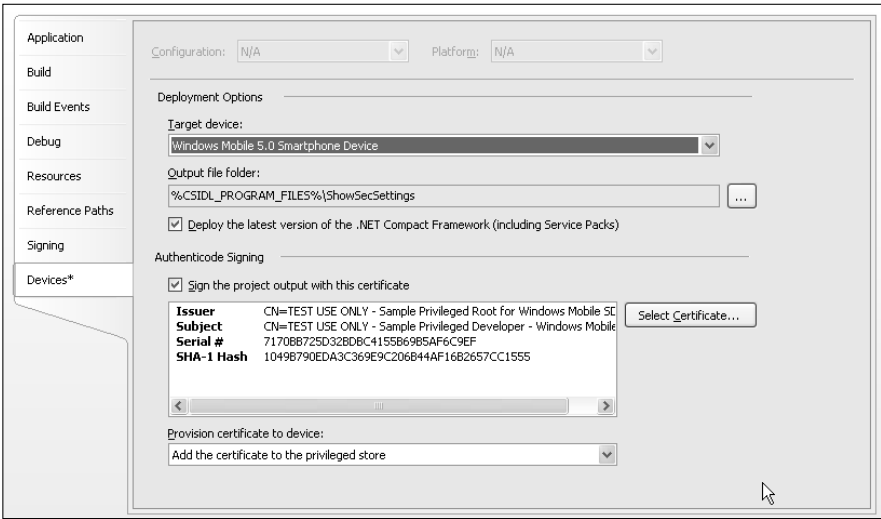 Application
Build
Build Events
Debug
Resources
Reference Paths
Signing
Devices*
Configuration: N/A Platform: N/A
Deployment Options
Target device:
Windows Mobile 5.0 Smartphone Device
Output file folder:
%CSIDL_PROGRAM_FILES%\ShowSecSettings ...
Deploy the latest version of the .NET Compact Framework (including Service Packs)
Authenticode Signing
Sign the project output with this certificate
Issuer CN=TEST USE ONLY - Sample Privileged Root for Windows Mobile SD
Subject CN=TEST USE ONLY - Sample Privileged Developer - Windows Mobile
Serial # 7170BB725D32BDBC4155B69B5AF6C9EF
SHA-1 Hash 1049B790EDA3C369E9C206B44AF16B2657CC1555
Select Certificate...
Provision certificate to device:
Add the certificate to the privileged store